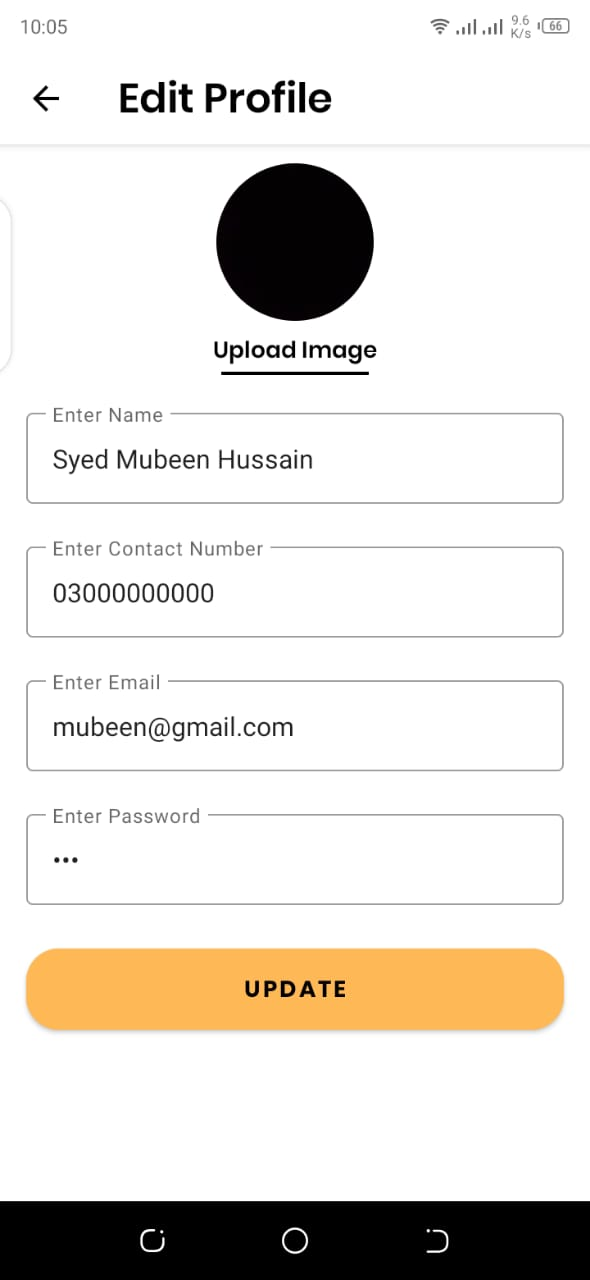 10:05
9.6
K/s
66
Edit Profile
Upload Image
Enter Name
Syed Mubeen Hussain
Enter Contact Number
03000000000
Enter Email
mubeen@gmail.com
Enter Password
•••
UPDATE